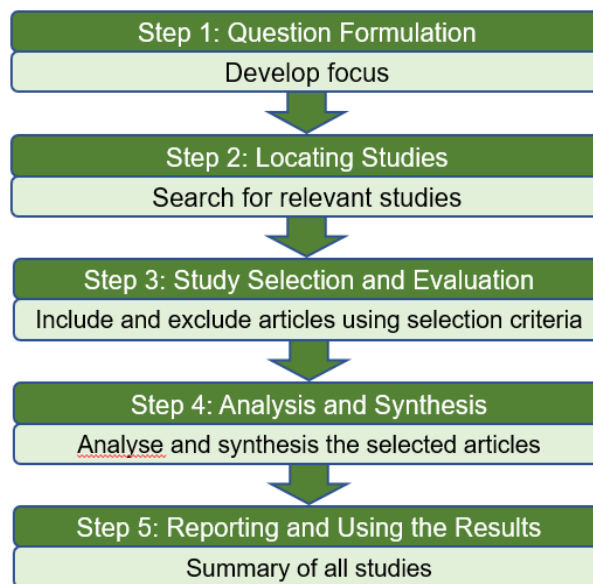 Step 1: Question Formulation
Develop focus
Step 2: Locating Studies
Search for relevant studies
Step 3: Study Selection and Evaluation
Include and exclude articles using selection criteria
Step 4: Analysis and Synthesis
Analyse and synthesis the selected articles
Step 5: Reporting and Using the Results
Summary of all studies